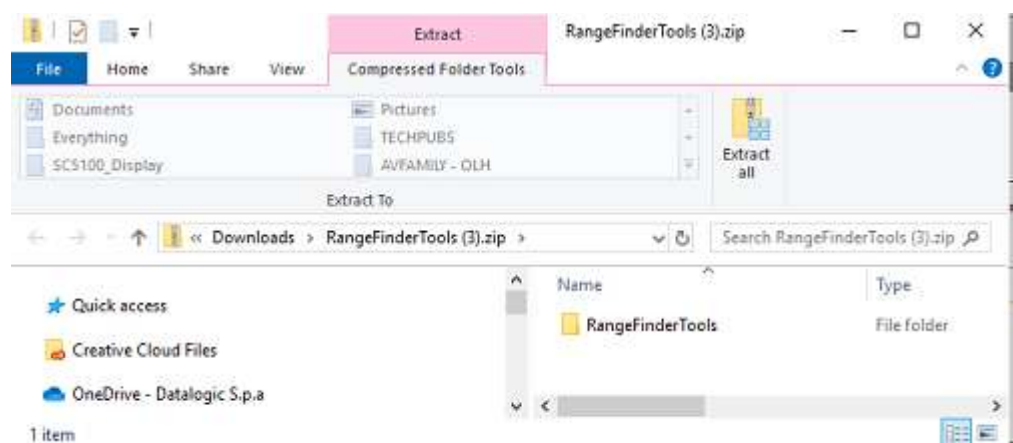 Extract
RangeFinderTools (3).zip
File Home Share View Compressed Folder Tools
Documents Pictures
Everything TECHPUBS
SCS100_Display AVFAMILY - OLH
Extract all
Extract To
« Downloads > RangeFinderTools (3).zip >
Search RangeFinderTools (3).zip
Name Type
Quick access
RangeFinderTools File folder
Creative Cloud Files
OneDrive - Datalogic S.p.a
1 item